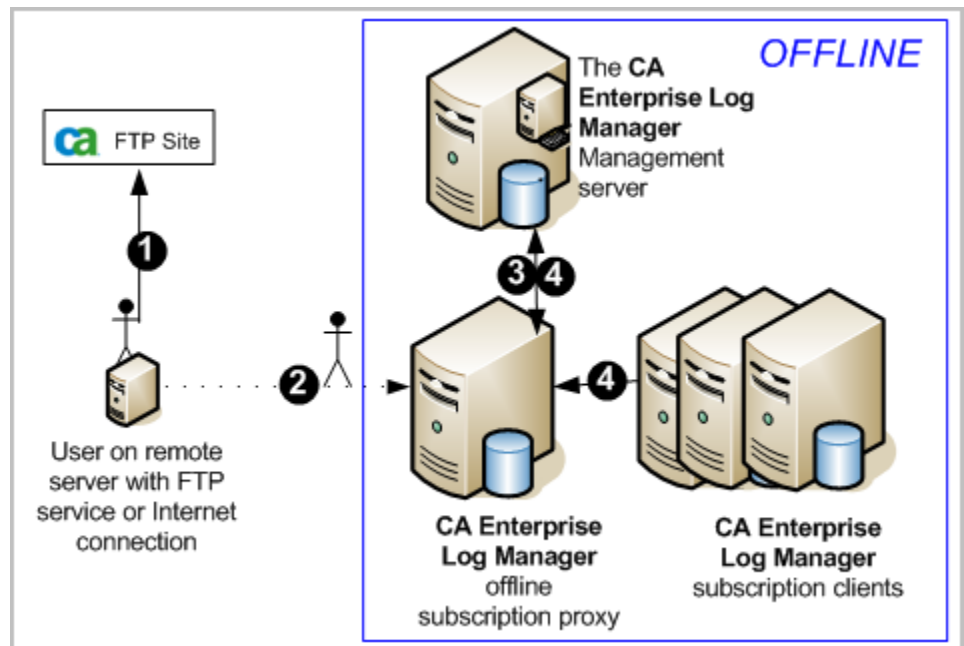 OFFLINE
The CA
Enterprise Log
Manager
Management
server
ca FTP Site
1
3 4
2
4
User on remote
server with FTP
service or Internet
connection
CA Enterprise
Log Manager
offline
subscription proxy
CA Enterprise
Log Manager
subscription clients